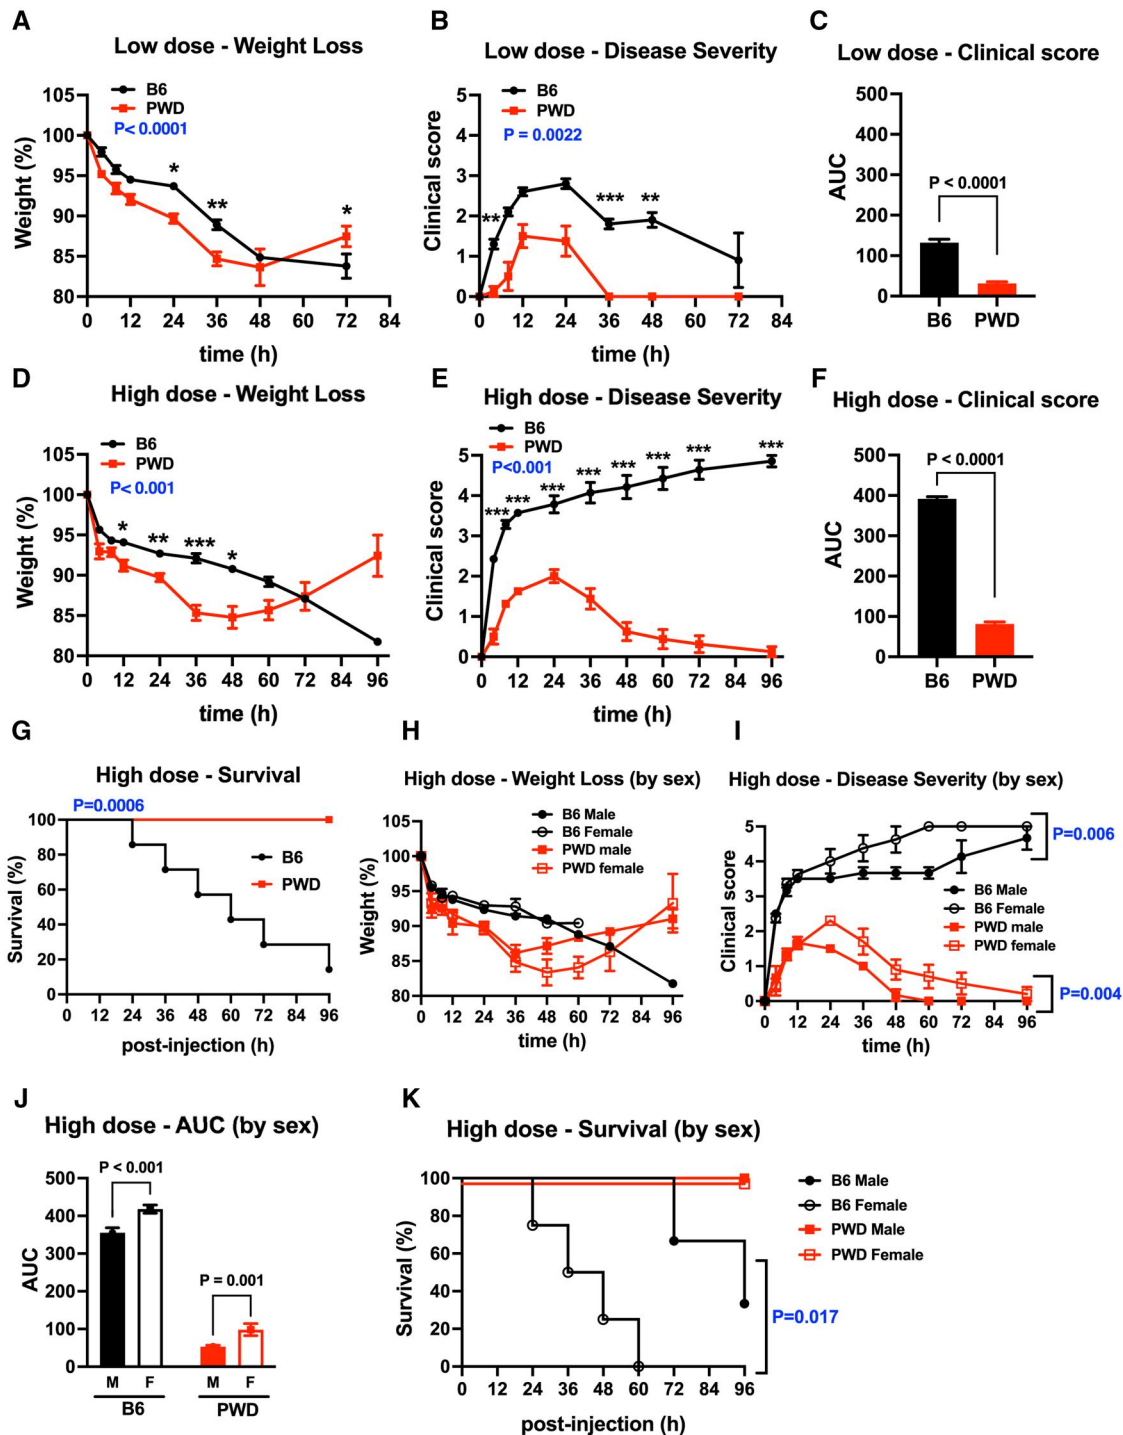 A
Low dose - Weight Loss
B6
PWD
P< 0.0001
105
100
95
90
85
80
Weight (%)
*
**
*
0 12 24 36 48 60 72 84
time (h)
B
Low dose - Disease Severity
B6
PWD
P = 0.0022
5
4
3
2
1
0
Clinical score
**
***
**
0 12 24 36 48 60 72 84
time (h)
C
Low dose - Clinical score
500
400
300
200
100
0
AUC
P < 0.0001
B6 PWD
D
High dose - Weight Loss
B6
PWD
P< 0.001
105
100
95
90
85
80
Weight (%)
*
**
***
*
0 12 24 36 48 60 72 84 96
time (h)
E
High dose - Disease Severity
B6
PWD
P<0.001
5
4
3
2
1
0
Clinical score
***
***
***
***
***
***
***
***
0 12 24 36 48 60 72 84 96
time (h)
F
High dose - Clinical score
500
400
300
200
100
0
AUC
P < 0.0001
B6 PWD
G
High dose - Survival
P=0.0006
100
80
60
40
20
0
Survival (%)
B6
PWD
0 12 24 36 48 60 72 84 96
post-injection (h)
H
High dose - Weight Loss (by sex)
B6 Male
B6 Female
PWD male
PWD female
105
100
95
90
85
80
Weight (%)
0 12 24 36 48 60 72 84 96
time (h)
I
High dose - Disease Severity (by sex)
5
4
3
2
1
0
Clinical score
P=0.006
B6 Male
B6 Female
PWD male
PWD female
P=0.004
0 12 24 36 48 60 72 84 96
time (h)
J
High dose - AUC (by sex)
P < 0.001
500
400
300
200
100
0
AUC
P = 0.001
M F M F
B6 PWD
K
High dose - Survival (by sex)
100
80
60
40
20
0
Survival (%)
B6 Male
B6 Female
PWD Male
PWD Female
P=0.017
0 12 24 36 48 60 72 84 96
post-injection (h)